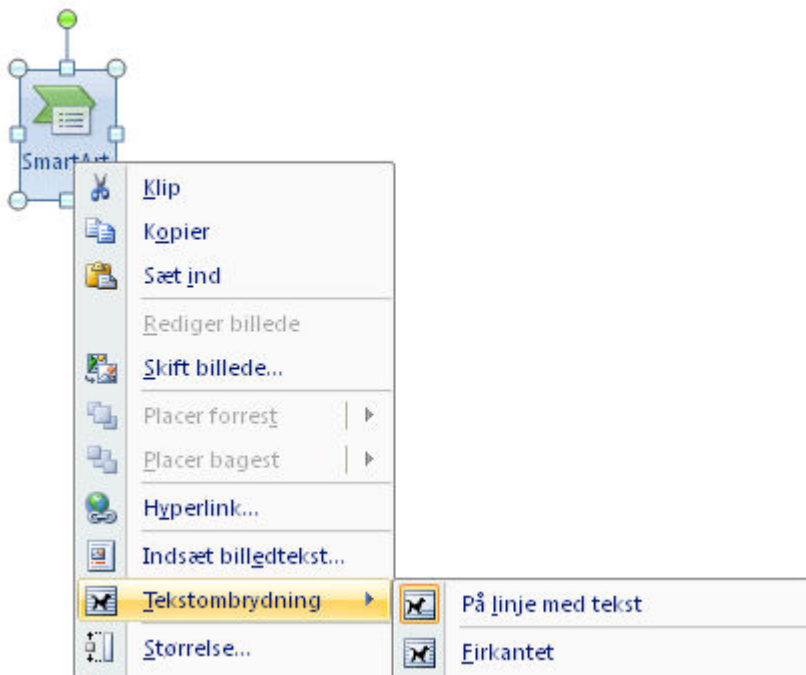 SmartArt
Klip
Kopier
Sæt ind
Rediger billede
Skift billede...
Placer forrest
Placer bagest
Hyperlink...
Indsæt billedtekst...
Tekstombrydning
På linje med tekst
Størrelse...
Firkantet